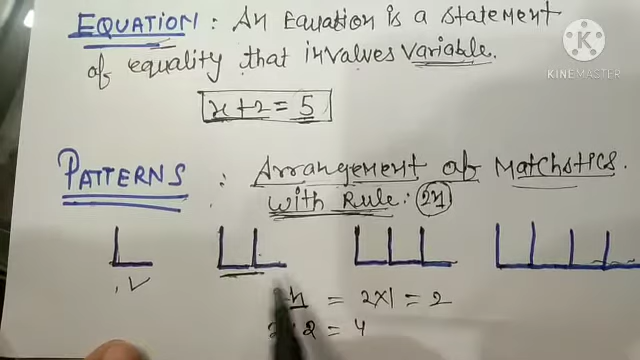 EQUATION : An Equation is a statement
of equality that invalves variable.
x+2 = 5
PATTERNS : Arrangement of Matchstics
with Rule: 2n
n = 2×1 = 2
2 = 4
KINEMASTER